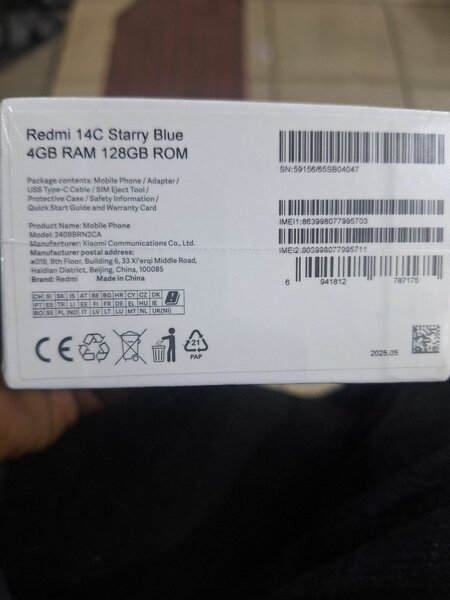 Redmi 14C Starry Blue
4GB RAM 128GB ROM
Package contents: Mobile Phone / Adapter /
USB Type-C Cable / SIM Eject Tool /
Protective Case / Safety Information /
Quick Start Guide and Warranty Card
Product Name: Mobile Phone
Model: 2409BRN2CA
Manufacturer: Xiaomi Communications Co., Ltd.
Manufacturer postal address:
#019, 9th Floor, Building 6, 33 Xi'erqi Middle Road,
Haidian District, Beijing, China, 100085
Brand: Redmi Made in China
CH SI SK IS AT BE BG HR CY CZ DK
PT ES TR LI EE FI FR DE EL HU IE
RO SE PL NO IT LV LT LU MT NL UK(NI)
CE
21
PAP
SN:59156/65SB04047
IMEI1:863998077995703
IMEI2:863998077995711
6 941812 787175
2025.05